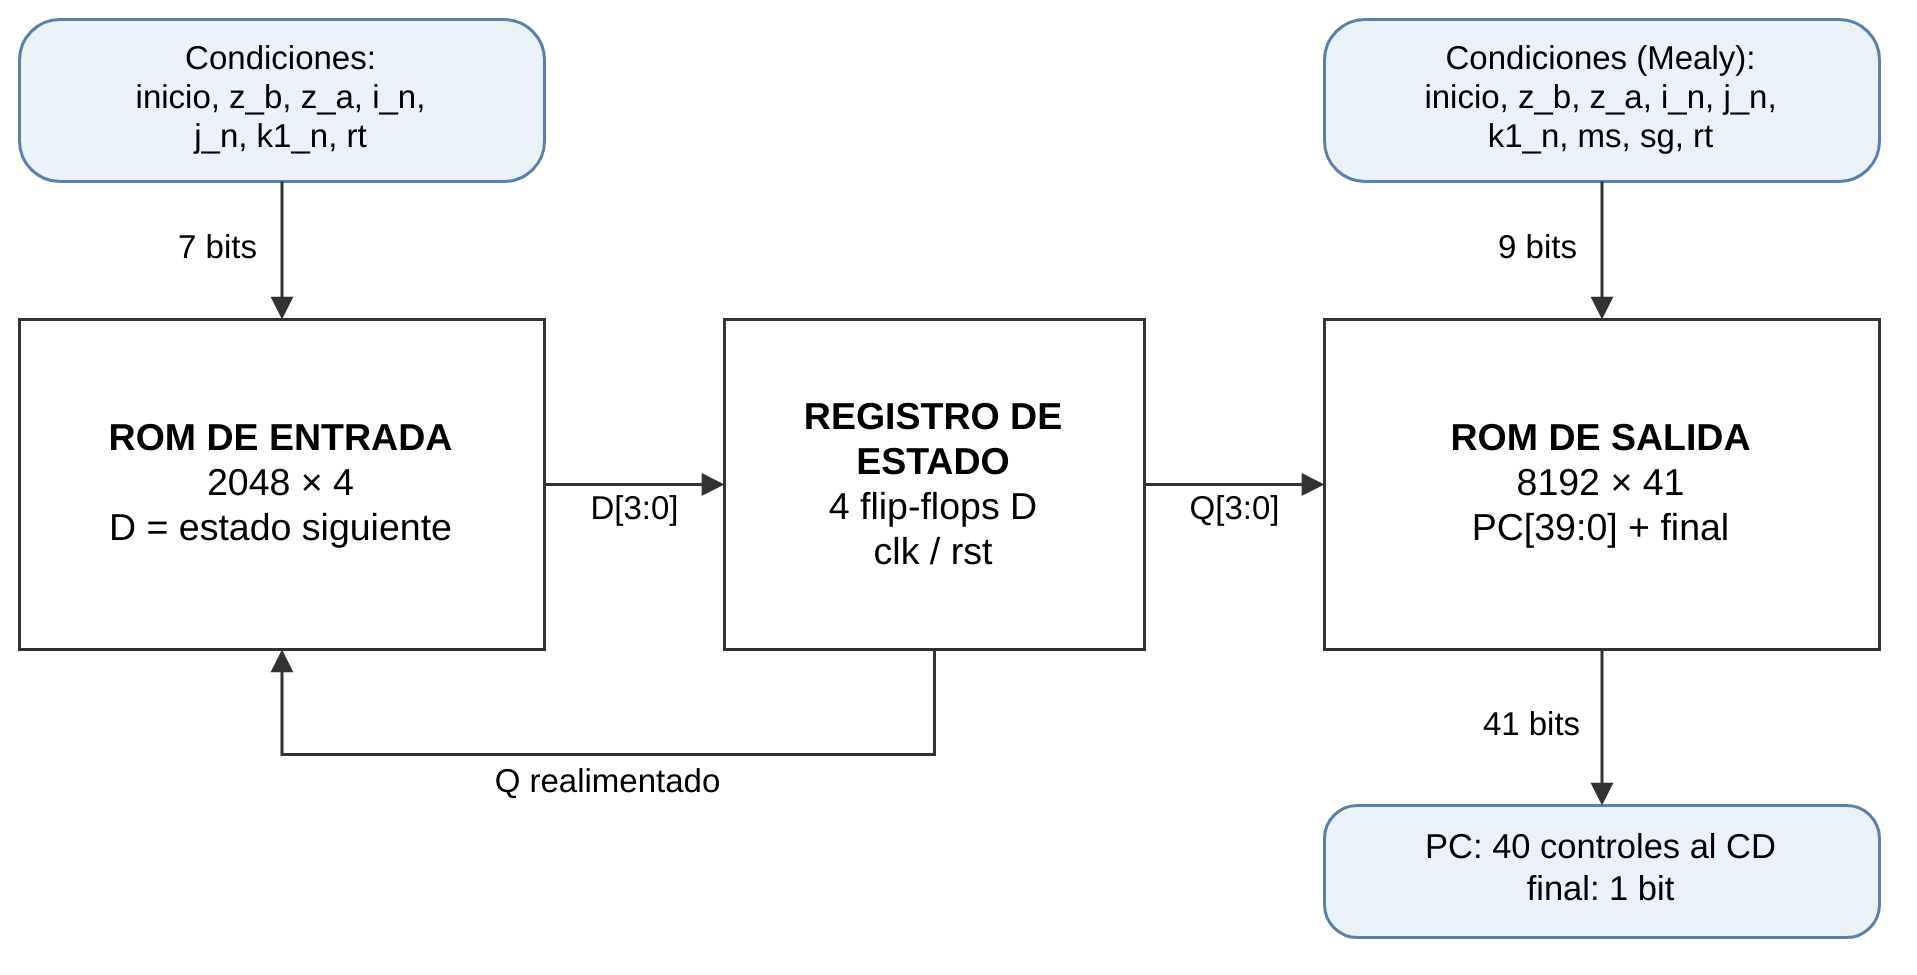 Condiciones:
inicio, z_b, z_a, i_n,
j_n, k1_n, rt
Condiciones (Mealy):
inicio, z_b, z_a, i_n, j_n,
k1_n, ms, sg, rt
7 bits
9 bits
ROM DE ENTRADA
2048 × 4
D = estado siguiente
D[3:0]
REGISTRO DE
ESTADO
4 flip-flops D
clk / rst
Q[3:0]
ROM DE SALIDA
8192 × 41
PC[39:0] + final
Q realimentado
41 bits
PC: 40 controles al CD
final: 1 bit